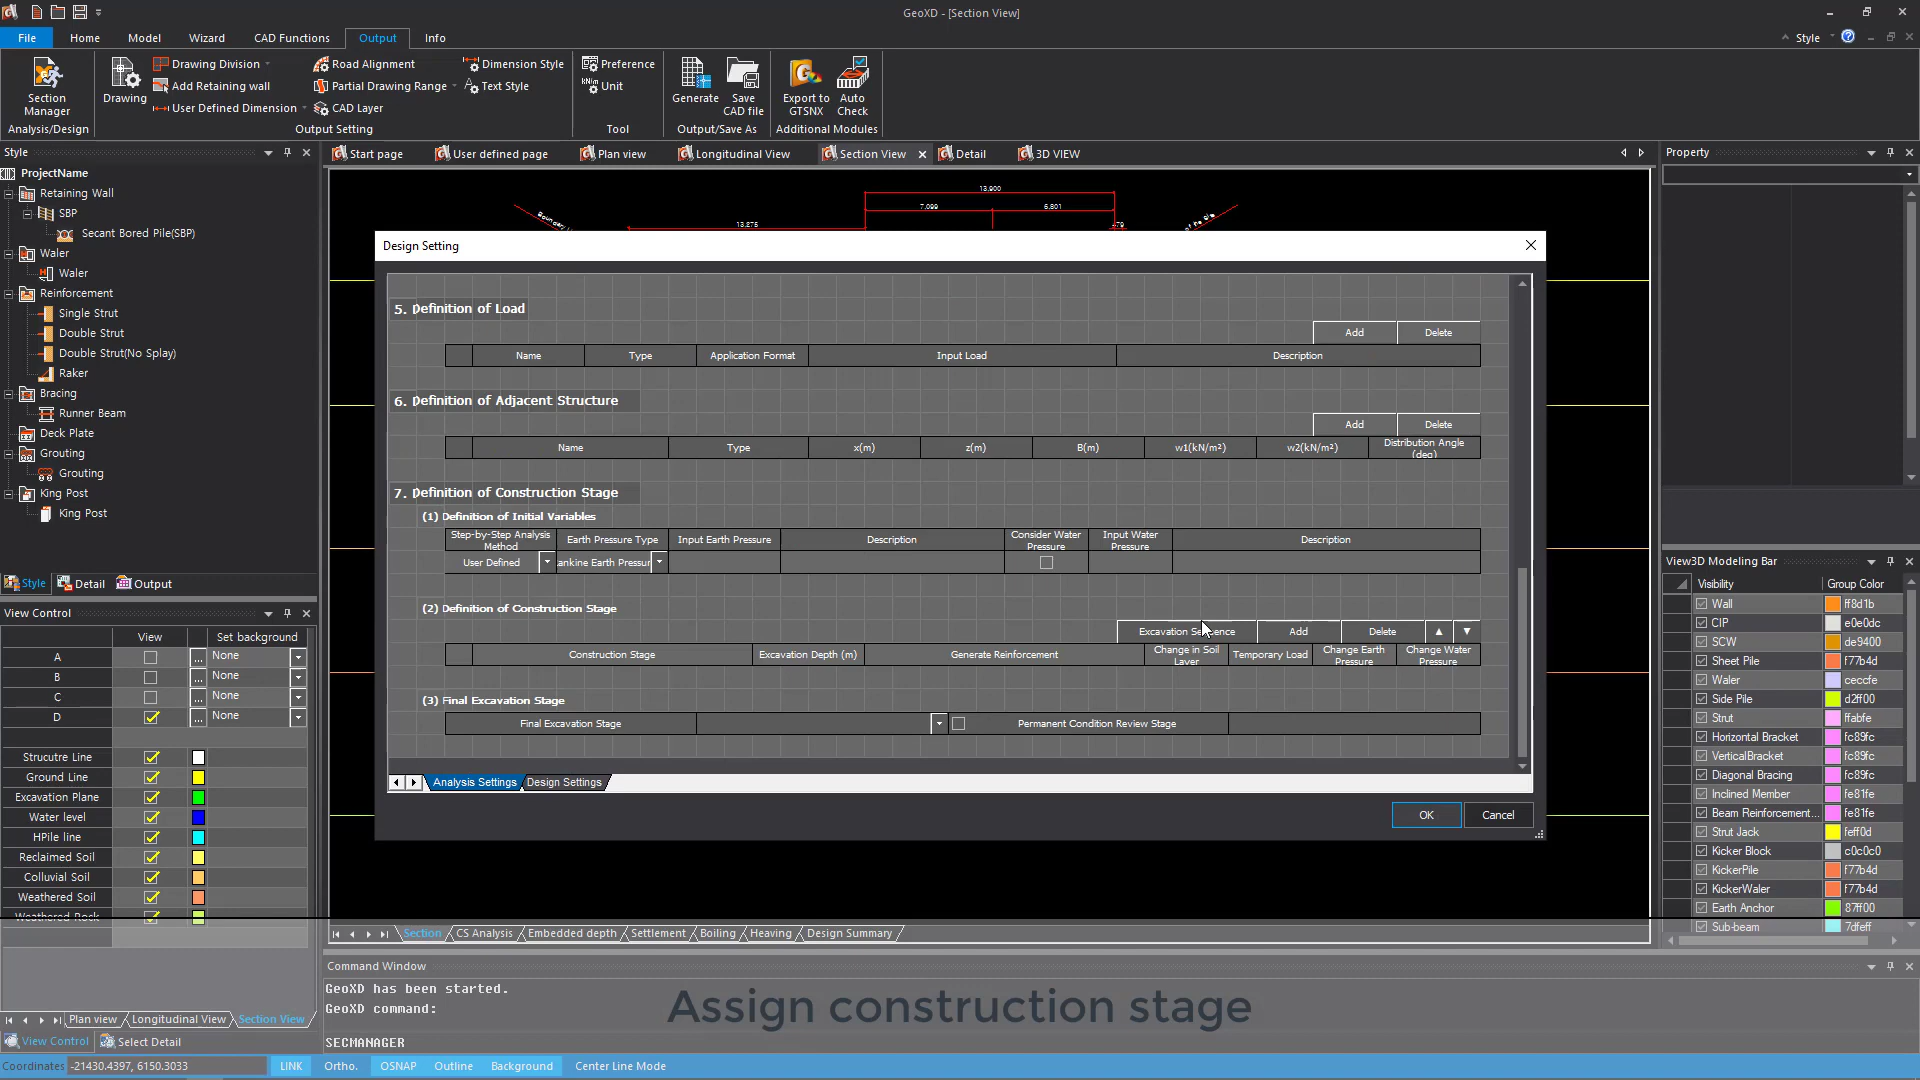 GeoXD - [Section View]
File Home Model Wizard CAD Functions Output Info Style
Section Manager
Analysis/Design
Drawing
Drawing Division
Add Retaining wall
User Defined Dimension
Road Alignment
Partial Drawing Range
CAD Layer
Dimension Style
Text Style
Output Setting
Preference
Unit
Tool
Generate
Save CAD file
Output/Save As
Export to GTSNX
Auto Check
Additional Modules
Style
ProjectName
Retaining Wall
SBP
Secant Bored Pile(SBP)
Waler
Waler
Reinforcement
Single Strut
Double Strut
Double Strut(No Splay)
Raker
Bracing
Runner Beam
Deck Plate
Grouting
Grouting
King Post
King Post
Style Detail Output
View Control
View Set background
A ... None
B ... None
C ... None
D ... None
Strucutre Line
Ground Line
Excavation Plane
Water level
HPile line
Reclaimed Soil
Colluvial Soil
Weathered Soil
Weathered Rock
Plan view Longitudinal View Section View
View Control Select Detail
Start page User defined page Plan view Longitudinal View Section View Detail 3D VIEW
13,900
7,099 6,801
13,275
Design Setting
5. Definition of Load
Add Delete
Name Type Application Format Input Load Description
6. Definition of Adjacent Structure
Add Delete
Name Type x(m) z(m) B(m) w1(kN/m²) w2(kN/m²) Distribution Angle (deg)
7. Definition of Construction Stage
(1) Definition of Initial Variables
Step-by-Step Analysis Method Earth Pressure Type Input Earth Pressure Description Consider Water Pressure Input Water Pressure Description
User Defined ankine Earth Pressur
(2) Definition of Construction Stage
Excavation Sequence Add Delete ▲ ▼
Construction Stage Excavation Depth (m) Generate Reinforcement Change in Soil Layer Temporary Load Change Earth Pressure Change Water Pressure
(3) Final Excavation Stage
Final Excavation Stage Permanent Condition Review Stage
Analysis Settings Design Settings
OK Cancel
Section CS Analysis Embedded depth Settlement Boiling Heaving Design Summary
Command Window
GeoXD has been started.
GeoXD command:
SECMANAGER
Assign construction stage
Property
View3D Modeling Bar
Visibility Group Color
Wall ff8d1b
CIP e0e0dc
SCW de9400
Sheet Pile f77b4d
Waler ceccfe
Side Pile d2ff00
Strut ffabfe
Horizontal Bracket fc89fc
VerticalBracket fc89fc
Diagonal Bracing fc89fc
Inclined Member fe81fe
Beam Reinforcement... fe81fe
Strut Jack feff0d
Kicker Block c0c0c0
KickerPile f77b4d
KickerWaler f77b4d
Earth Anchor 87ff00
Sub-beam 7dfeff
Coordinates -21430.4397, 6150.3033 LINK Ortho. OSNAP Outline Background Center Line Mode